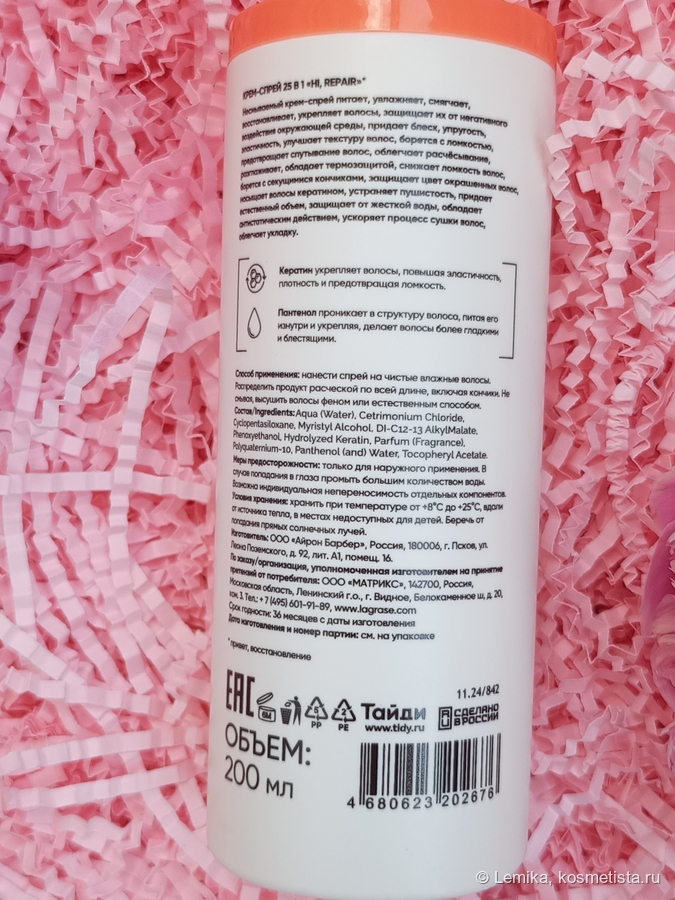 КРЕМ-СПРЕЙ 25 В 1 «HI, REPAIR»*
Несмываемый крем-спрей питает, увлажняет, смягчает,
восстанавливает, укрепляет волосы, защищает их от негативного
воздействия окружающей среды, придает блеск, упругость,
эластичность, улучшает текстуру волос, борется с ломкостью,
предотвращает спутывание волос, облегчает расчёсывание,
разглаживает, обладает термозащитой, снижает ломкость волос,
борется с секущимися кончиками, защищает цвет окрашенных волос,
насыщает волосы кератином, устраняет пушистость, придает
естественный объем, защищает от жесткой воды, обладает
антистатическим действием, ускоряет процесс сушки волос,
облегчает укладку.
Кератин укрепляет волосы, повышая эластичность,
плотность и предотвращая ломкость.
Пантенол проникает в структуру волоса, питая его
изнутри и укрепляя, делает волосы более гладкими
и блестящими.
Способ применения: нанести спрей на чистые влажные волосы.
Распределить продукт расческой по всей длине, включая кончики. Не
смывая, высушить волосы феном или естественным способом.
Состав/Ingredients: Aqua (Water), Cetrimonium Chloride,
Cyclopentasiloxane, Myristyl Alcohol, DI-C12-13 AlkylMalate,
Phenoxyethanol, Hydrolyzed Keratin, Parfum (Fragrance),
Polyquaternium-10, Panthenol (and) Water, Tocopheryl Acetate.
Меры предосторожности: только для наружного применения. В
случае попадания в глаза промыть большим количеством воды.
Возможна индивидуальная непереносимость отдельных компонентов.
Условия хранения: хранить при температуре от +8°С до +25°С, вдали
от источника тепла, в местах недоступных для детей. Беречь от
попадания прямых солнечных лучей.
Изготовитель: ООО «Айрон Барбер», Россия, 180006, г. Псков, ул.
Леона Поземского, д. 92, лит. А1, помещ. 16.
По заказу/организация, уполномоченная изготовителем на принятие
претензий от потребителя: ООО «МАТРИКС», 142700, Россия,
Московская область, Ленинский г.о., г. Видное, Белокаменное ш, д. 20,
ком. 3. Тел.: +7 (495) 601-91-89, www.lagrase.com
Срок годности: 36 месяцев с даты изготовления
Дата изготовления и номер партии: см. на упаковке
* привет, восстановление
11.24/842
EAC
5 PP
2 PE
Тайди
www.tidy.ru
СДЕЛАНО
В РОССИИ
ОБЪЕМ:
200 мл
4 680623 202676
© Lemika, kosmetista.ru